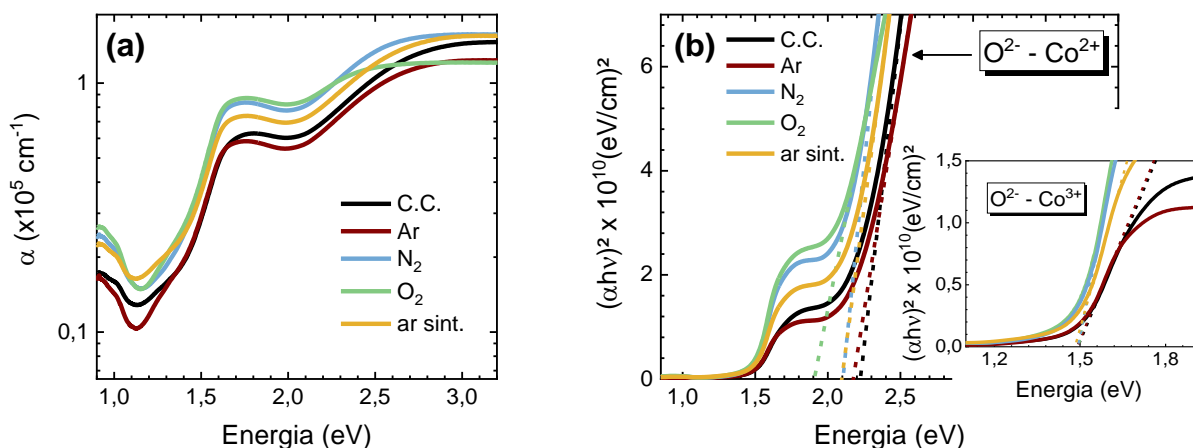 (a)
1
0,1
α (x10⁵ cm⁻¹)
C.C.
Ar
N₂
O₂
ar sint.
1,0
1,5
2,0
2,5
3,0
Energia (eV)
(b)
C.C.
Ar
N₂
O₂
ar sint.
O²⁻ - Co²⁺
6
4
2
0
(αhν)² x 10¹⁰(eV/cm)²
1,0
1,5
2,0
2,5
Energia (eV)
O²⁻ - Co³⁺
1,5
1,0
0,5
0,0
(αhν)² x 10¹⁰(eV/cm)²
1,2
1,5
1,8
Energia (eV)